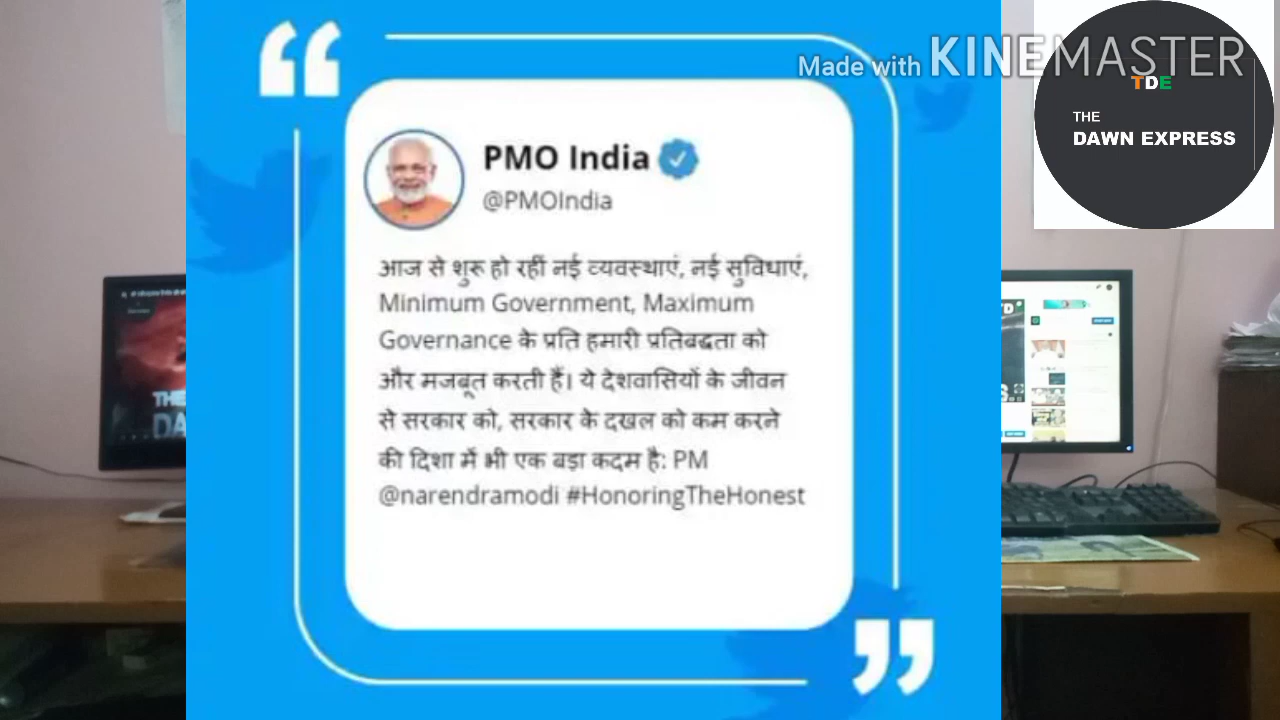 Made with KINEMASTER
TDE
THE
DAWN EXPRESS
PMO India
@PMOIndia
आज से शुरू हो रहीं नई व्यवस्थाएं, नई सुविधाएं,
Minimum Government, Maximum
Governance के प्रति हमारी प्रतिबद्धता को
और मजबूत करती हैं। ये देशवासियों के जीवन
से सरकार को, सरकार के दखल को कम करने
की दिशा में भी एक बड़ा कदम है: PM
@narendramodi #HonoringTheHonest
THE
DA